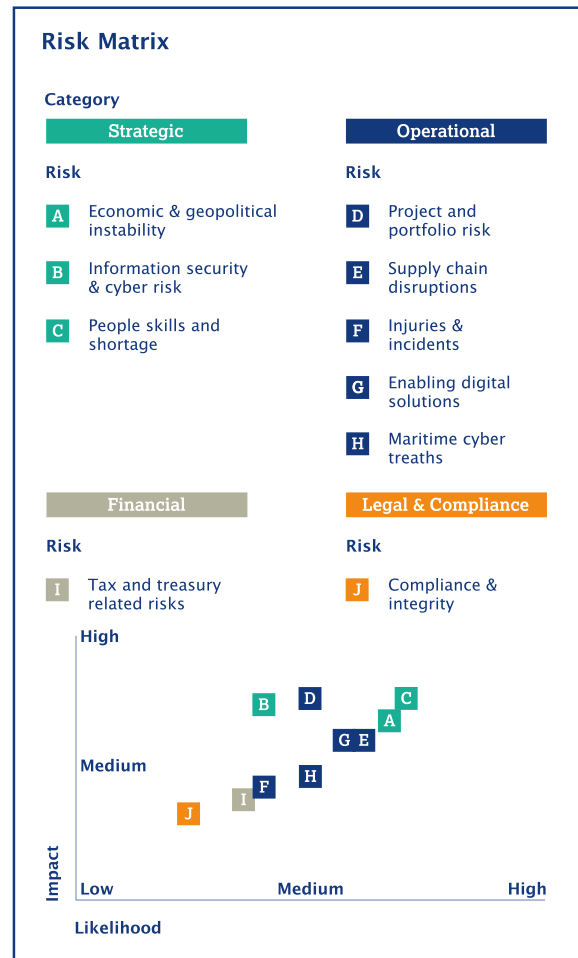 Risk Matrix
Category
Strategic
Risk
A Economic & geopolitical
instability
B Information security
& cyber risk
C People skills and
shortage
Operational
Risk
D Project and
portfolio risk
E Supply chain
disruptions
F Injuries &
incidents
G Enabling digital
solutions
H Maritime cyber
treaths
Financial
Risk
I Tax and treasury
related risks
Legal & Compliance
Risk
J Compliance &
integrity
High
B D C
A
G E
Medium
H
F
I
J
Impact
Low Medium High
Likelihood